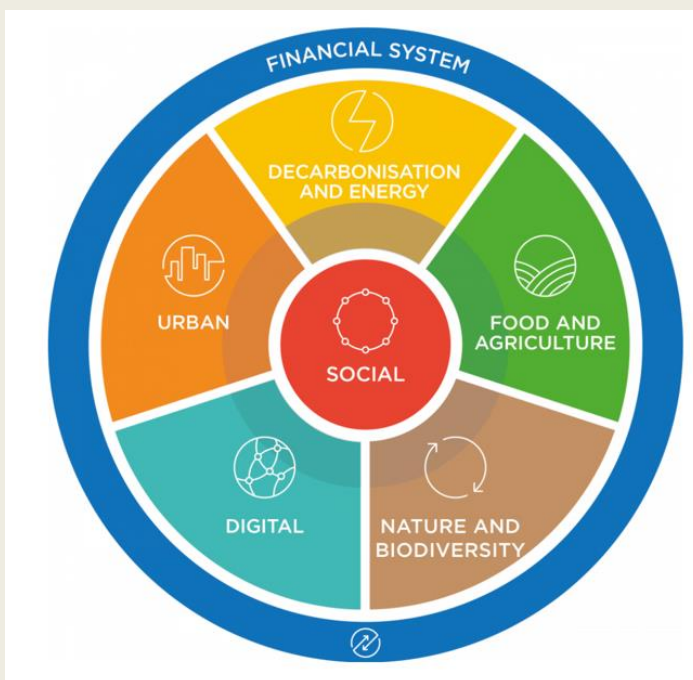 FINANCIAL SYSTEM
DECARBONISATION
AND ENERGY
URBAN
FOOD AND
AGRICULTURE
SOCIAL
DIGITAL
NATURE AND
BIODIVERSITY